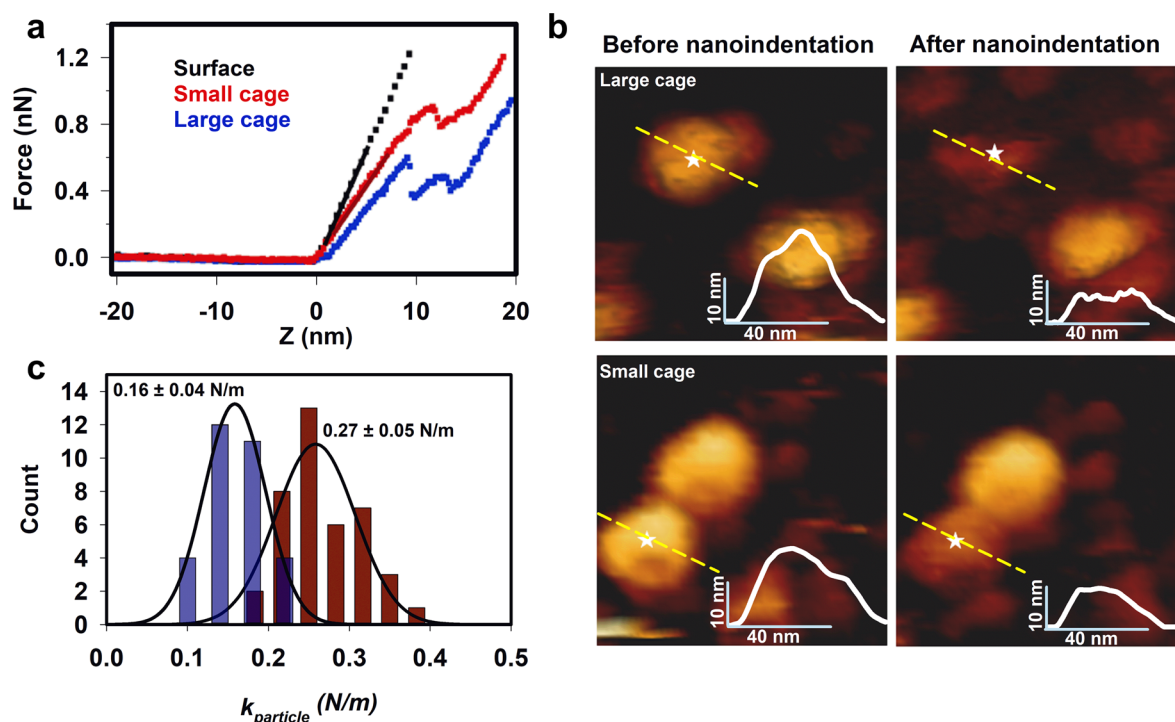 a
1.2
0.8
0.4
0.0
Force (nN)
Surface
Small cage
Large cage
-20
-10
0
10
20
Z (nm)
b
Before nanoindentation
After nanoindentation
Large cage
10 nm
40 nm
10 nm
40 nm
Small cage
10 nm
40 nm
10 nm
40 nm
c
14
12
10
8
6
4
2
0
Count
0.16 ± 0.04 N/m
0.27 ± 0.05 N/m
0.0
0.1
0.2
0.3
0.4
0.5
kparticle (N/m)